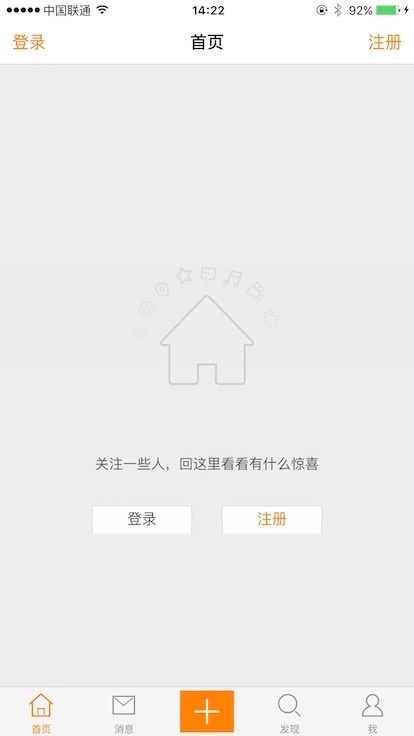 中国联通 14:22 92%
登录 首页 注册
关注一些人，回这里看看有什么惊喜
登录 注册
首页 消息 发现 我